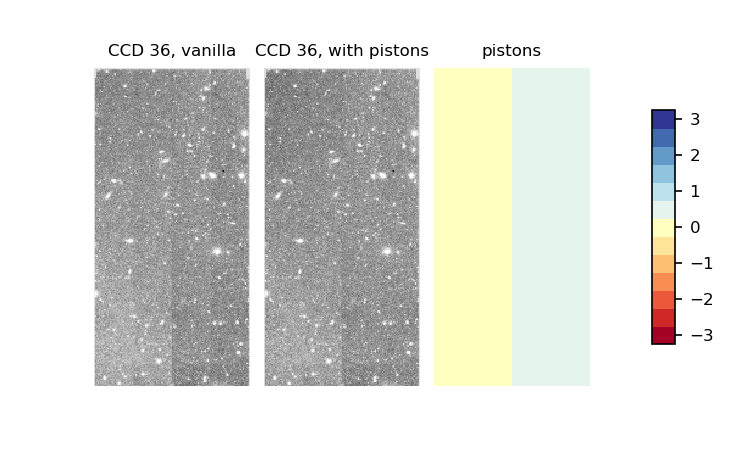 CCD 36, vanilla
CCD 36, with pistons
pistons
3
2
1
0
−1
−2
−3